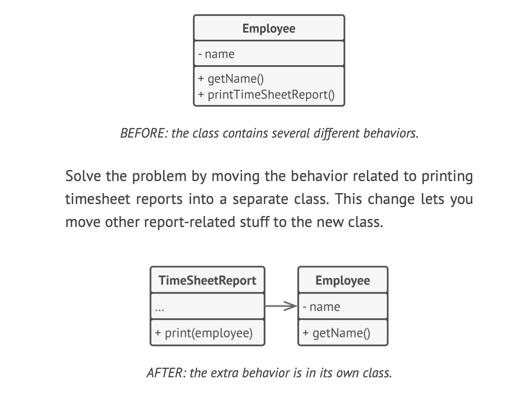 Employee
- name
+ getName()
+ printTimeSheetReport()
BEFORE: the class contains several different behaviors.
Solve the problem by moving the behavior related to printing
timesheet reports into a separate class. This change lets you
move other report-related stuff to the new class.
TimeSheetReport
...
+ print(employee)
Employee
- name
+ getName()
AFTER: the extra behavior is in its own class.